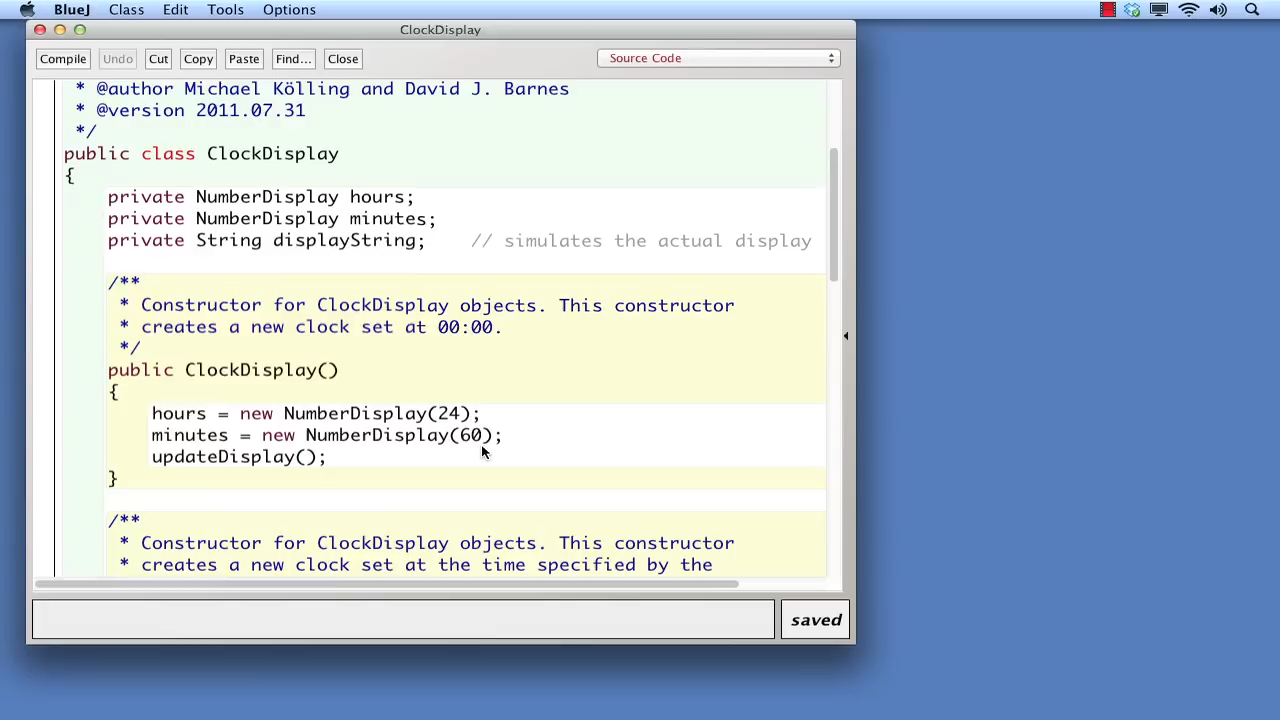 BlueJ Class Edit Tools Options
ClockDisplay
Compile Undo Cut Copy Paste Find... Close Source Code
* @author Michael Kölling and David J. Barnes
* @version 2011.07.31
*/
public class ClockDisplay
{
private NumberDisplay hours;
private NumberDisplay minutes;
private String displayString; // simulates the actual display
/**
* Constructor for ClockDisplay objects. This constructor
* creates a new clock set at 00:00.
*/
public ClockDisplay()
{
hours = new NumberDisplay(24);
minutes = new NumberDisplay(60);
updateDisplay();
}
/**
* Constructor for ClockDisplay objects. This constructor
* creates a new clock set at the time specified by the
saved